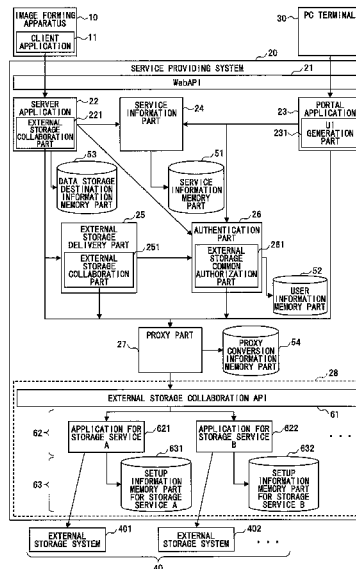 IMAGE FORMING
APPARATUS
10
CLIENT
APPLICATION
11
30
PC TERMINAL
20
SERVICE PROVIDING SYSTEM
21
WebAPI
SERVER
APPLICATION
22
EXTERNAL
STORAGE
COLLABORATION
PART
221
SERVICE
INFORMATION
PART
24
23
PORTAL
APPLICATION
231
UI
GENERATION
PART
53
DATA STORAGE
DESTINATION
INFORMATION
MEMORY PART
51
SERVICE
INFORMATION
MEMORY PART
EXTERNAL
STORAGE
DELIVERY PART
25
EXTERNAL
STORAGE
COLLABORATION
PART
251
26
AUTHENTICATION
PART
EXTERNAL
STORAGE
COMMON
AUTHORIZATION
PART
261
52
USER
INFORMATION
MEMORY PART
27
PROXY PART
PROXY
CONVERSION
INFORMATION
MEMORY PART
54
28
EXTERNAL STORAGE COLLABORATION API
61
62
APPLICATION FOR
STORAGE SERVICE
A
621
APPLICATION FOR
STORAGE SERVICE
B
622
63
631
SETUP
INFORMATION
MEMORY PART
FOR STORAGE
SERVICE A
632
SETUP
INFORMATION
MEMORY PART
FOR STORAGE
SERVICE B
. . .
401
EXTERNAL
STORAGE SYSTEM
402
EXTERNAL
STORAGE SYSTEM
. . .
40